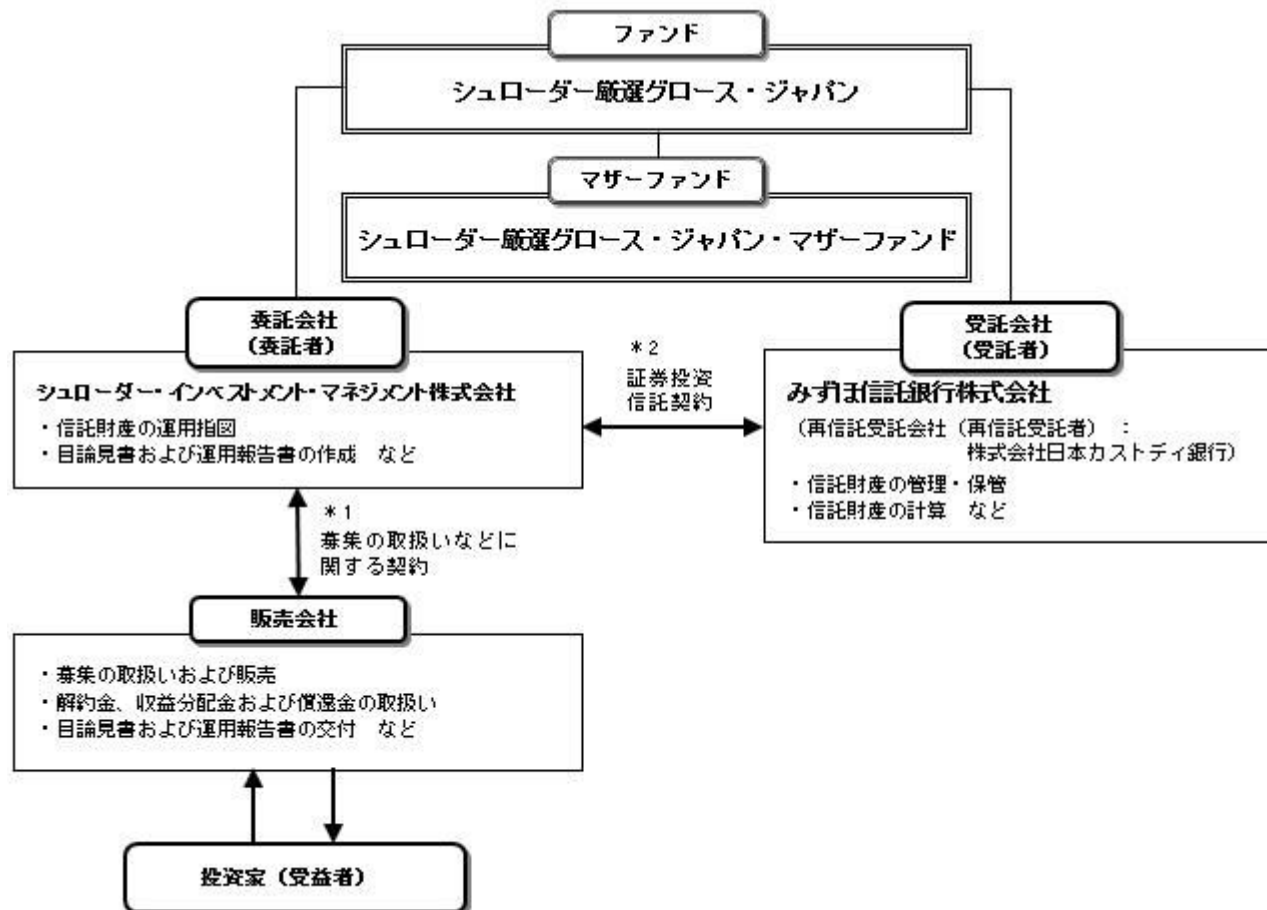 ファンド
シュローダー厳選グロース・ジャパン
マザーファンド
シュローダー厳選グロース・ジャパン・マザーファンド
委託会社
(委託者)
シュローダー・インベストメント・マネジメント株式会社
・信託財産の運用指図
・目論見書および運用報告書の作成 など
*2
証券投資
信託契約
受託会社
(受託者)
みずほ信託銀行株式会社
(再信託受託会社(再信託受託者) :
株式会社日本カストディ銀行)
・信託財産の管理・保管
・信託財産の計算 など
*1
募集の取扱いなどに
関する契約
販売会社
・募集の取扱いおよび販売
・解約金、収益分配金および償還金の取扱い
・目論見書および運用報告書の交付 など
投資家(受益者)